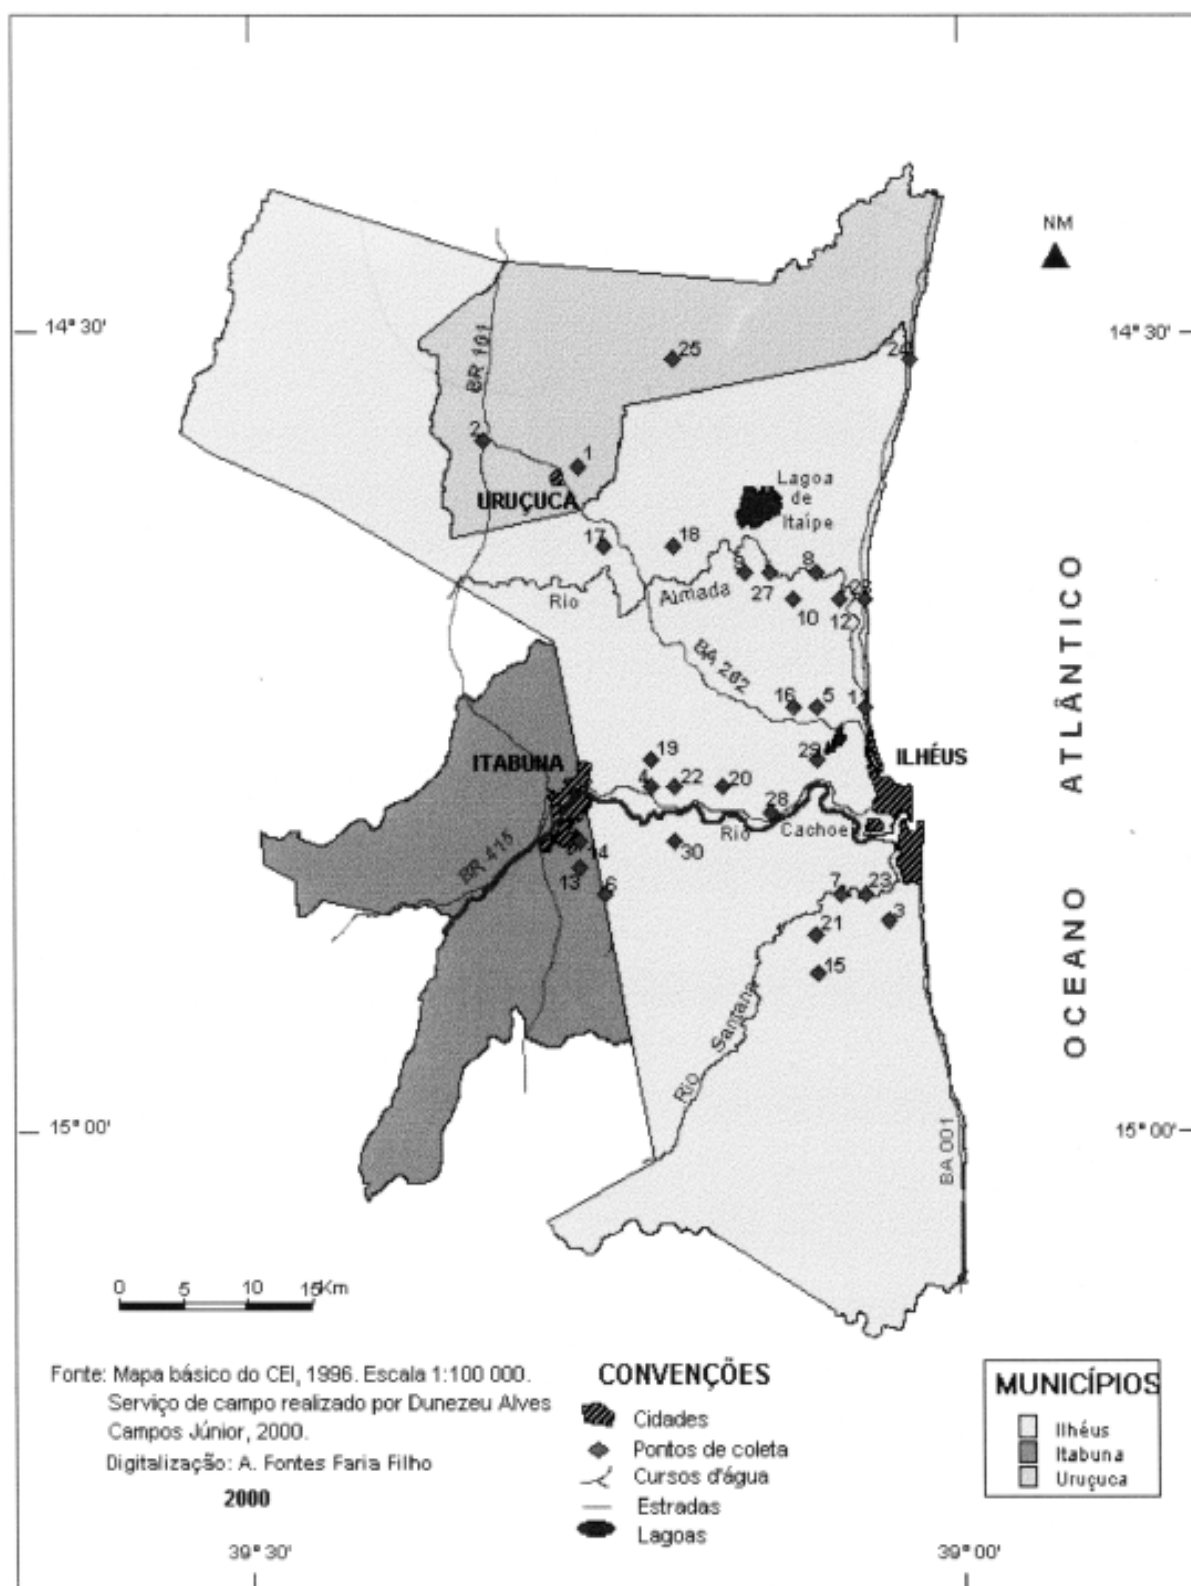 NM
14° 30'
14° 30'
BR 101
25
24
2
1
URUÇUCA
Lagoa
de
Itaípe
17
18
8
27
Rio
Almada
10
12
BA 262
16
5
11
19
29
ILHÉUS
ITABUNA
4
22
20
28
Rio
Cachoe
BR 415
14
30
13
6
7
23
3
21
15
Rio
Santana
OCEANO ATLÂNTICO
15° 00'
15° 00'
BA 001
0 5 10 15 Km
Fonte: Mapa básico do CEI, 1996. Escala 1:100 000.
Serviço de campo realizado por Dunezeu Alves
Campos Júnior, 2000.
Digitalização: A. Fontes Faria Filho
2000
CONVENÇÕES
Cidades
Pontos de coleta
Cursos d'água
Estradas
Lagoas
MUNICÍPIOS
Ilhéus
Itabuna
Uruçuca
39° 30'
39° 00'